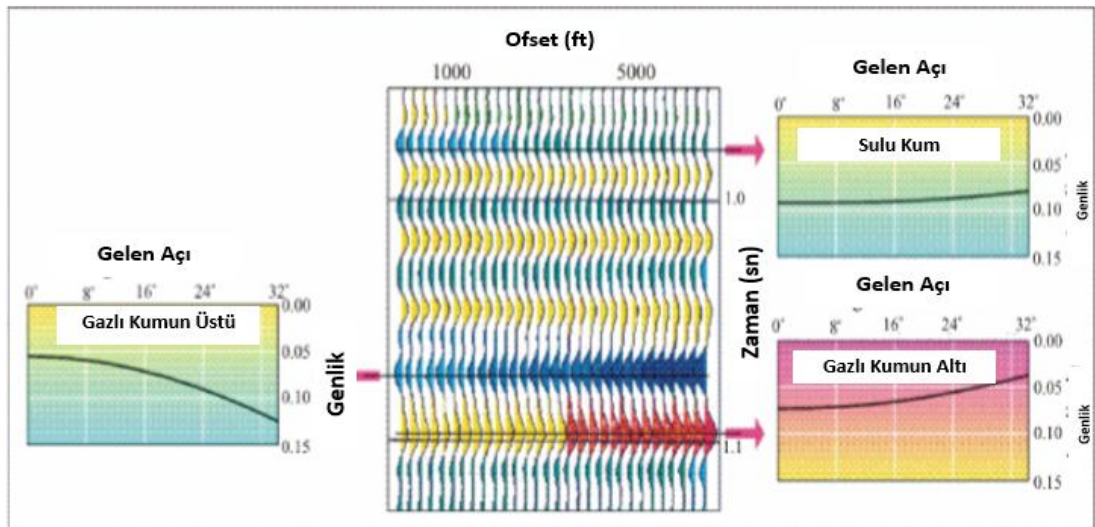 Ofset (ft)
1000 5000
Gelen Açı
0° 8° 16° 24° 32°
0.00
Sulu Kum
0.05
0.10
0.15
Genlik
1.0
Zaman (sn)
1.1
Gelen Açı
0° 8° 16° 24° 32°
0.00
Gazlı Kumun Üstü
0.05
0.10
0.15
Genlik
Gelen Açı
0° 8° 16° 24° 32°
0.00
Gazlı Kumun Altı
0.05
0.10
0.15
Genlik